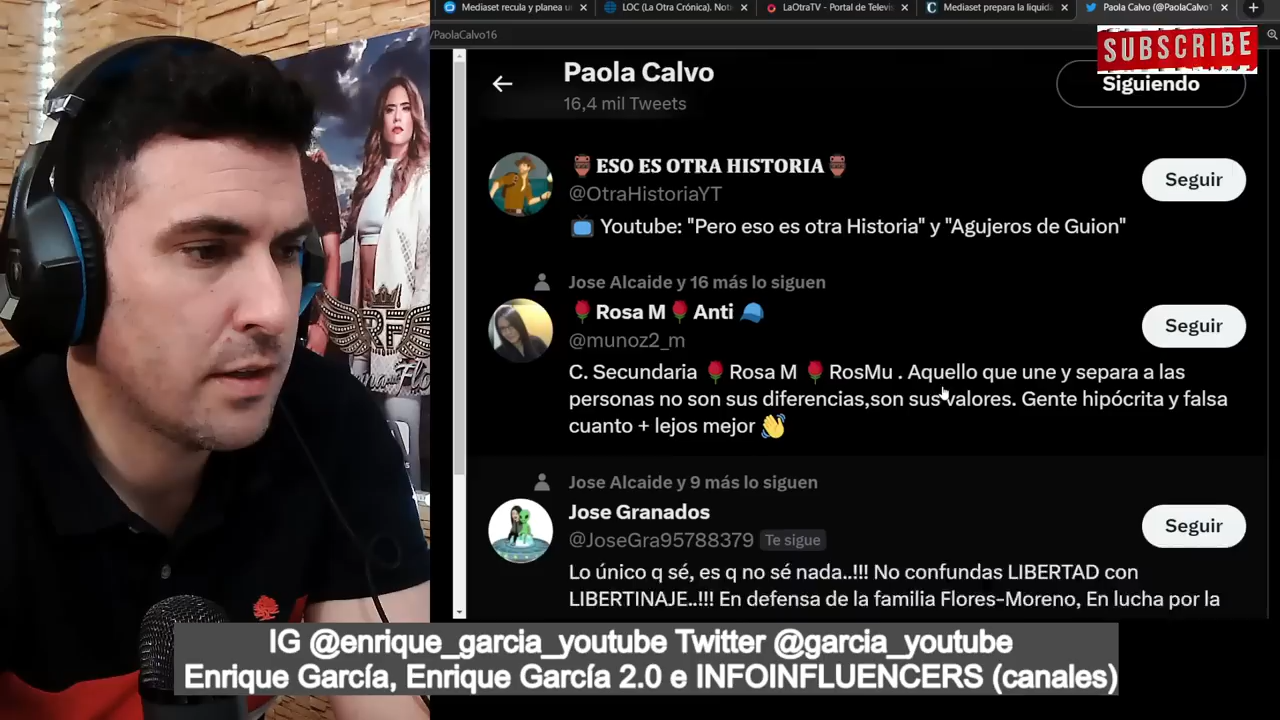 Mediaset recula y planea u
LOC (La Otra Crónica). Not
LaOtraTV - Portal de Televis
Mediaset prepara la liquida
Paola Calvo (@PaolaCalvo1
/PaolaCalvo16
SUBSCRIBE
Paola Calvo
16,4 mil Tweets
Siguiendo
🏺 ESO ES OTRA HISTORIA 🏺
@OtraHistoriaYT
Seguir
📺 Youtube: "Pero eso es otra Historia" y "Agujeros de Guion"
Jose Alcaide y 16 más lo siguen
🌹Rosa M🌹Anti 🧢
@munoz2_m
Seguir
C. Secundaria 🌹Rosa M 🌹RosMu . Aquello que une y separa a las
personas no son sus diferencias,son sus valores. Gente hipócrita y falsa
cuanto + lejos mejor 👋
Jose Alcaide y 9 más lo siguen
Jose Granados
@JoseGra95788379 Te sigue
Seguir
Lo único q sé, es q no sé nada..!!! No confundas LIBERTAD con
LIBERTINAJE..!!! En defensa de la familia Flores-Moreno, En lucha por la
RF
IG @enrique_garcia_youtube Twitter @garcia_youtube
Enrique García, Enrique García 2.0 e INFOINFLUENCERS (canales)